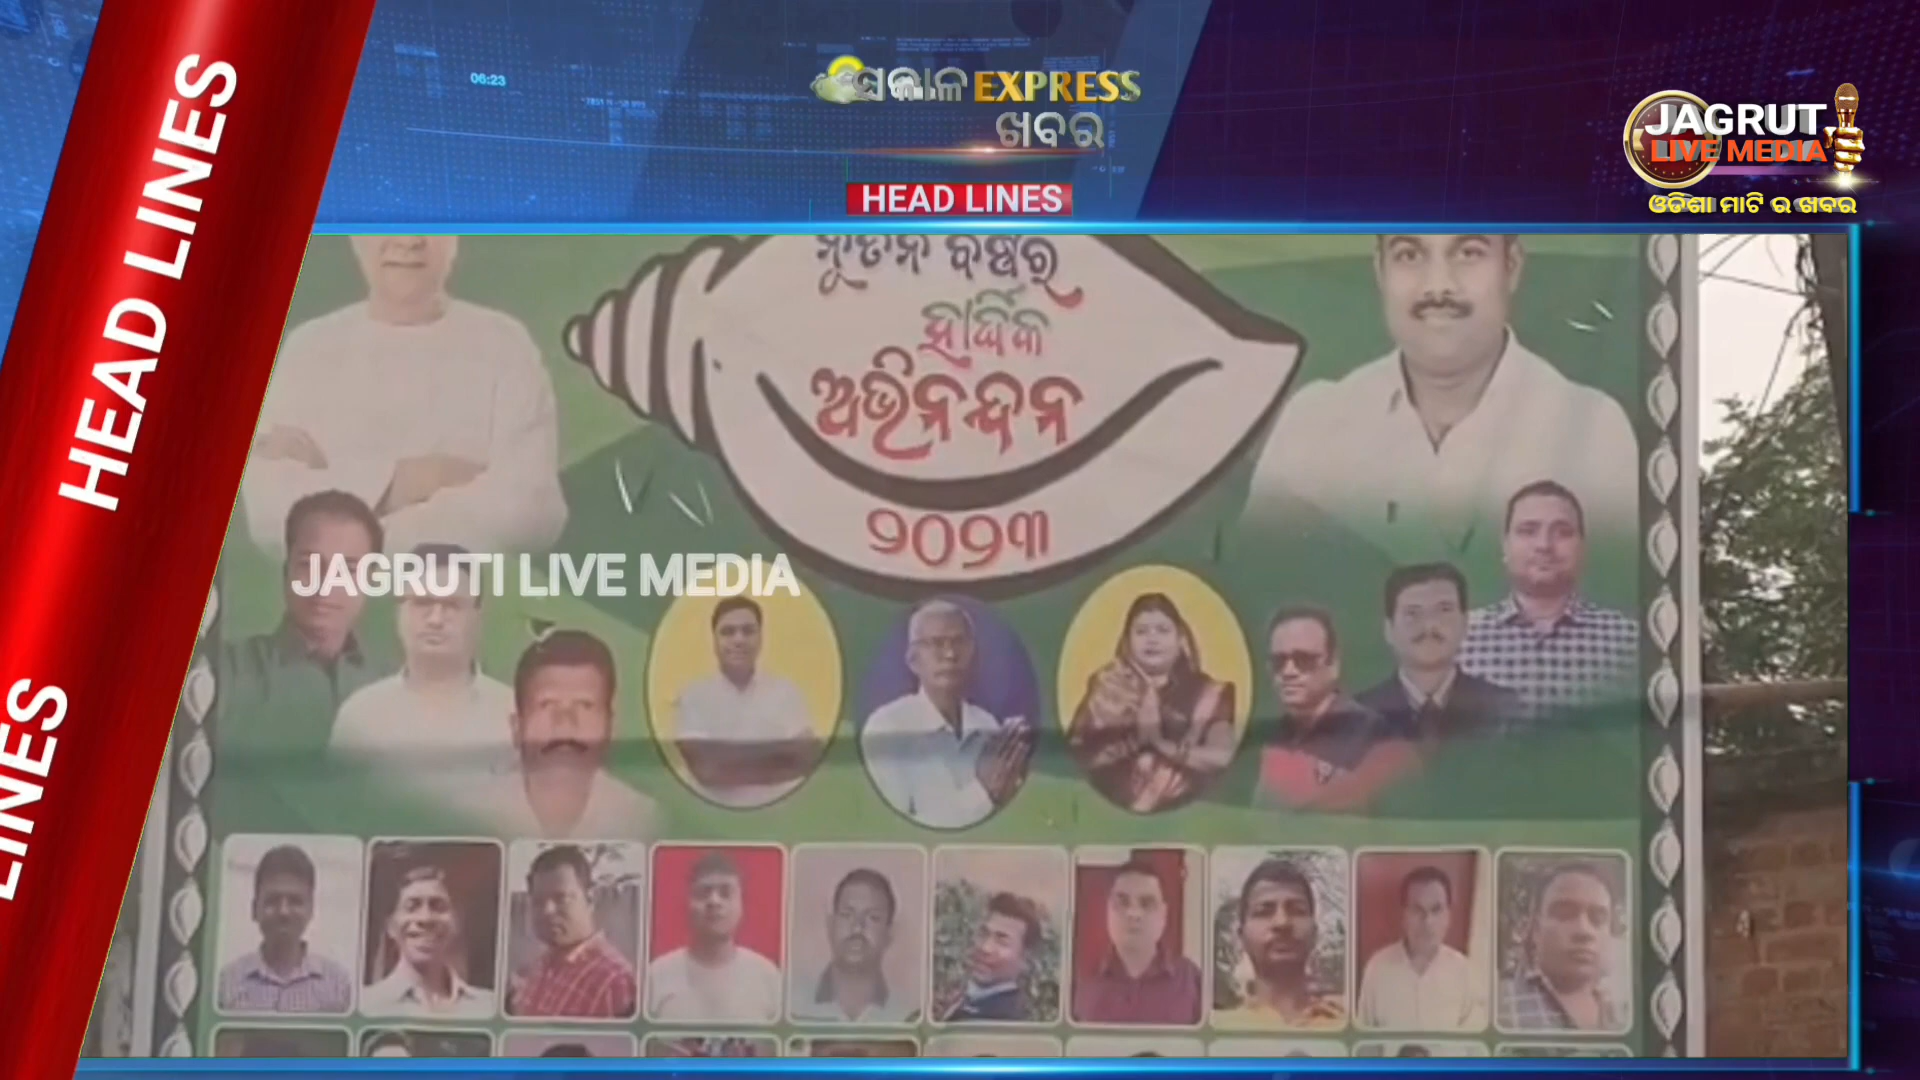 HEAD LINES
LINES
06:23
ସକାଳ EXPRESS
ଖବର
HEAD LINES
JAGRUT
LIVE MEDIA
ଓଡିଶା ମାଟି ର ଖବର
ନୂତନ ବର୍ଷର
ହାର୍ଦ୍ଦିକ
ଅଭିନନ୍ଦନ
୨୦୨୩
JAGRUTI LIVE MEDIA